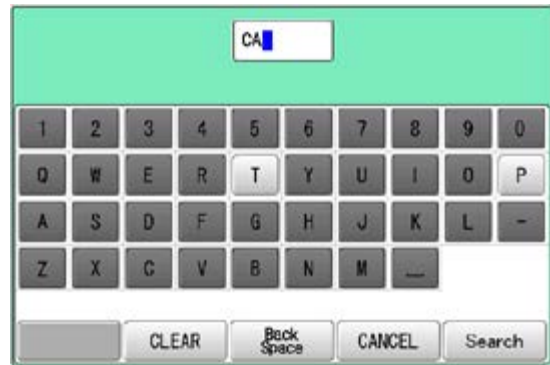 CA
1 2 3 4 5 6 7 8 9 0
Q W E R T Y U I O P
A S D F G H J K L -
Z X C V B N M _
CLEAR Back Space CANCEL Search